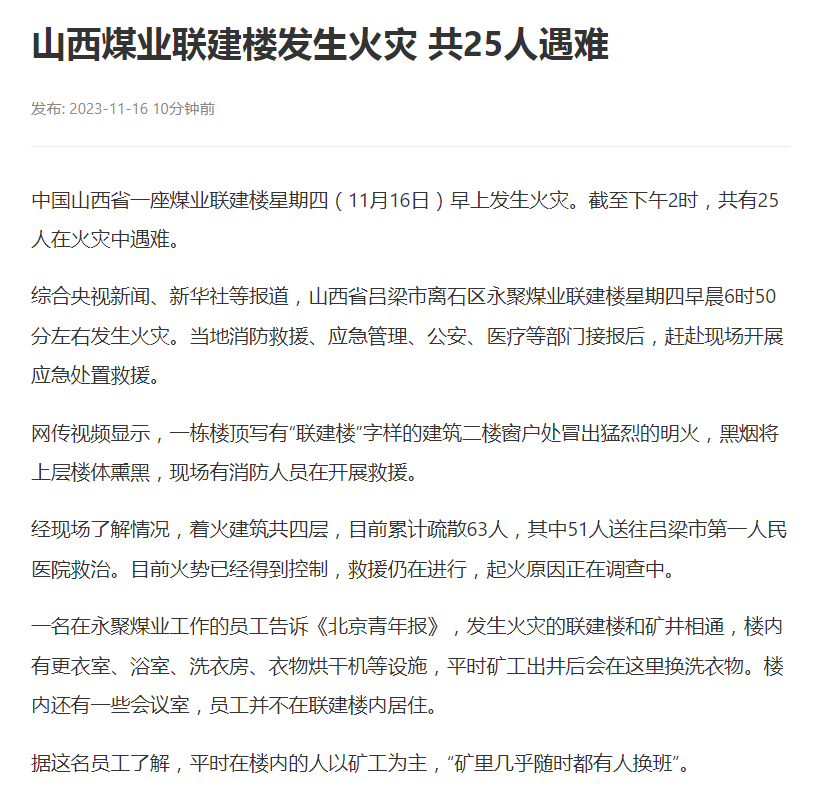 山西煤业联建楼发生火灾 共25人遇难
发布: 2023-11-16 10分钟前
中国山西省一座煤业联建楼星期四（11月16日）早上发生火灾。截至下午2时，共有25
人在火灾中遇难。
综合央视新闻、新华社等报道，山西省吕梁市离石区永聚煤业联建楼星期四早晨6时50
分左右发生火灾。当地消防救援、应急管理、公安、医疗等部门接报后，赶赴现场开展
应急处置救援。
网传视频显示，一栋楼顶写有“联建楼”字样的建筑二楼窗户处冒出猛烈的明火，黑烟将
上层楼体熏黑，现场有消防人员在开展救援。
经现场了解情况，着火建筑共四层，目前累计疏散63人，其中51人送往吕梁市第一人民
医院救治。目前火势已经得到控制，救援仍在进行，起火原因正在调查中。
一名在永聚煤业工作的员工告诉《北京青年报》，发生火灾的联建楼和矿井相通，楼内
有更衣室、浴室、洗衣房、衣物烘干机等设施，平时矿工出井后会在这里换洗衣物。楼
内还有一些会议室，员工并不在联建楼内居住。
据这名员工了解，平时在楼内的人以矿工为主，“矿里几乎随时都有人换班”。